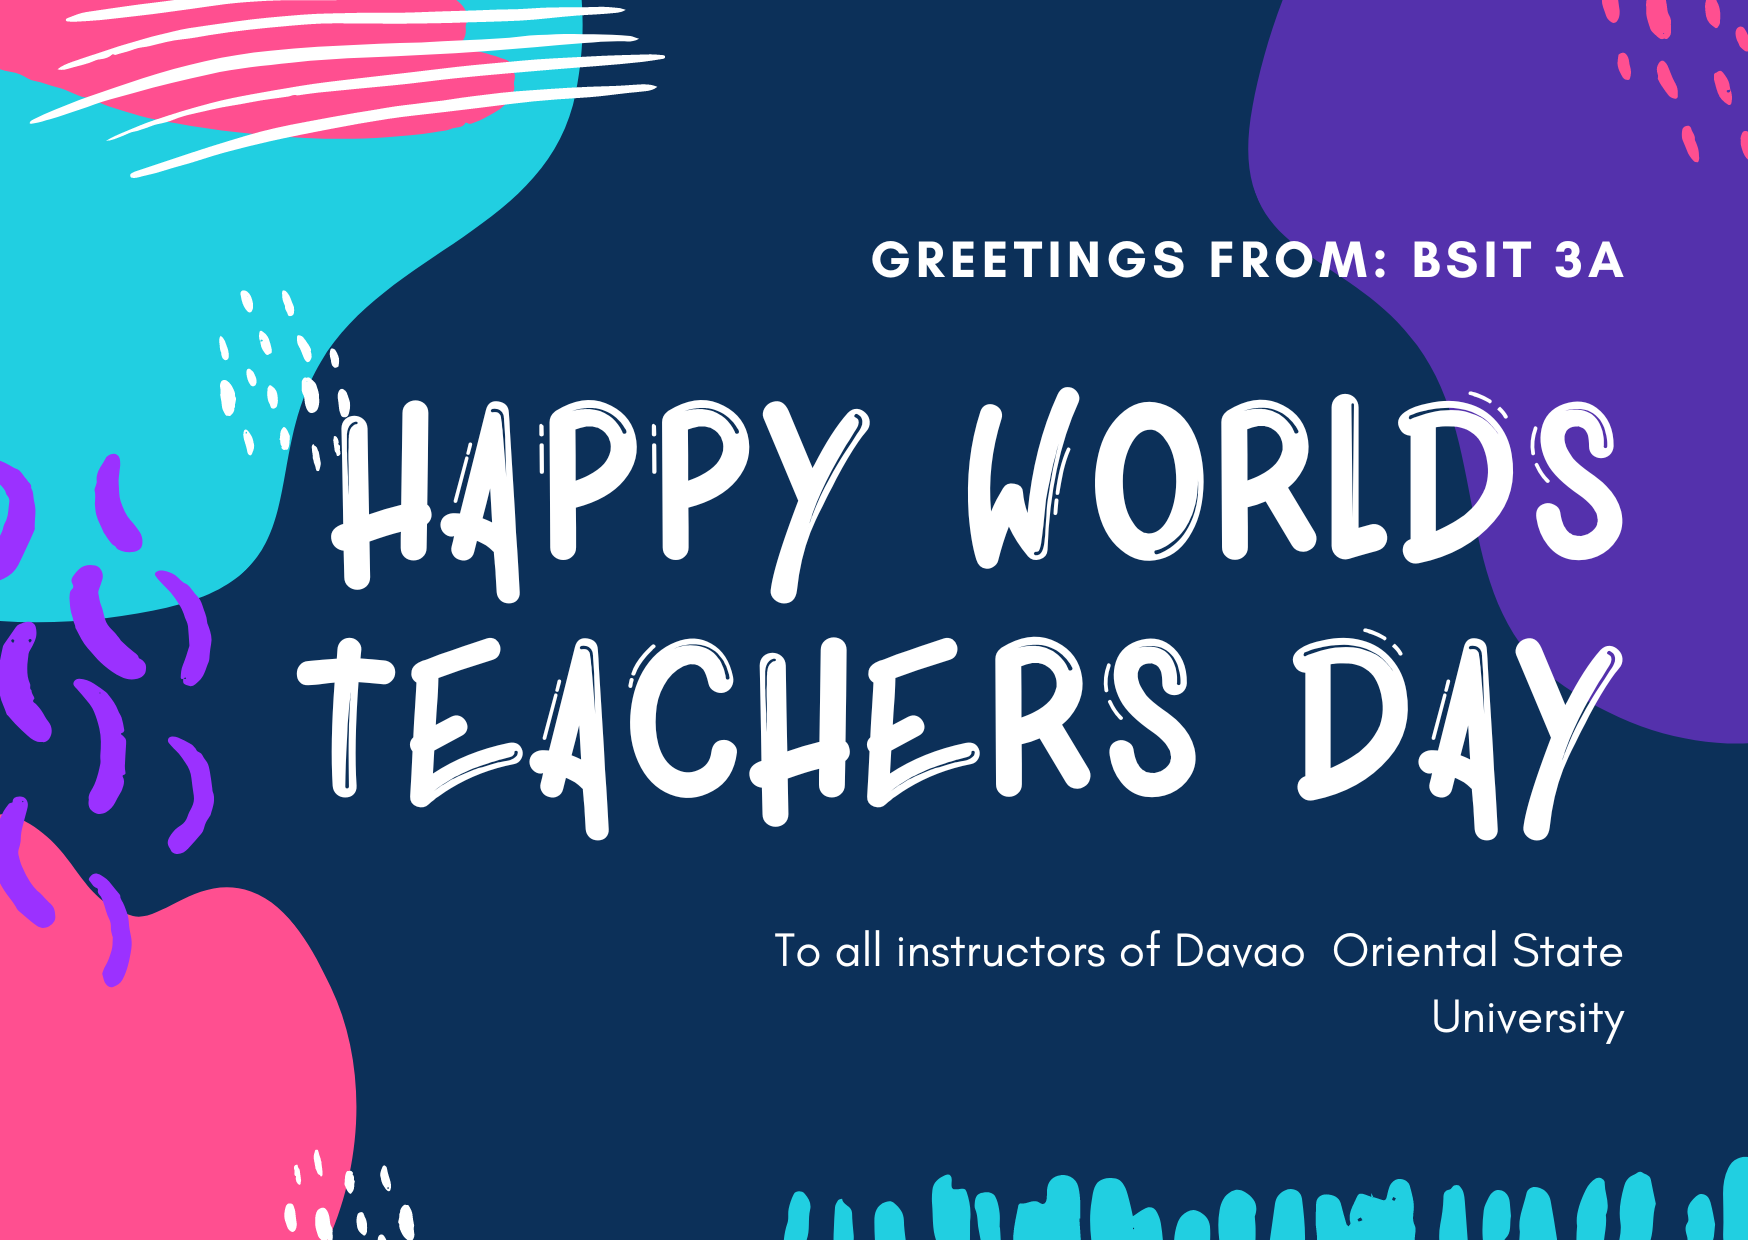 GREETINGS FROM: BSIT 3A
HAPPY WORLDS
TEACHERS DAY
To all instructors of Davao  Oriental State
University